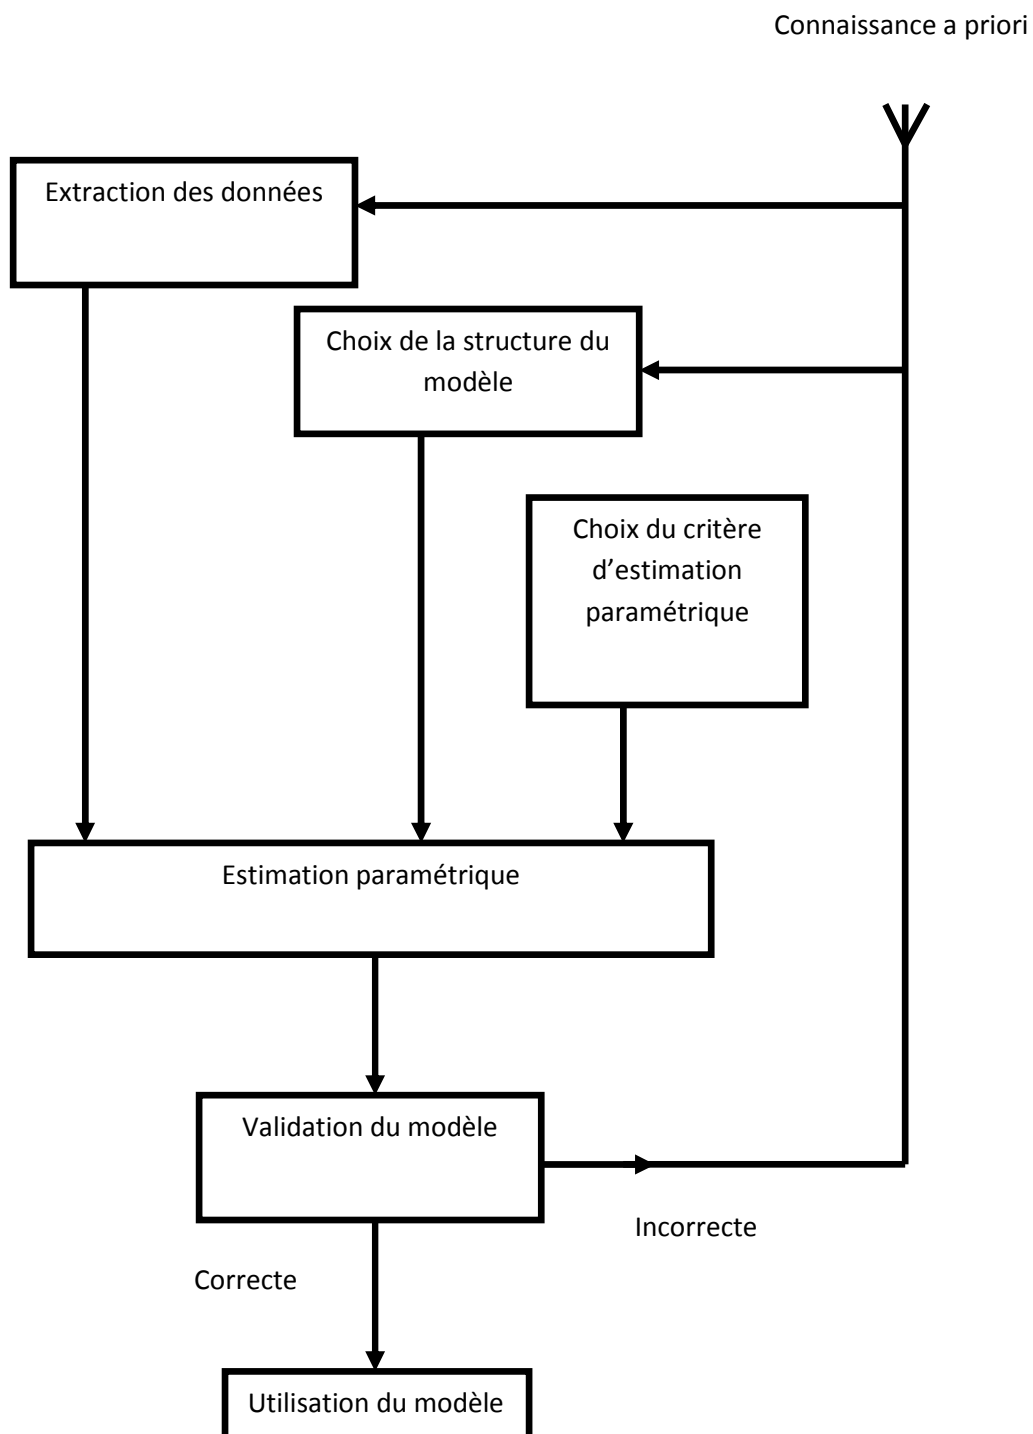 Connaissance a priori
Extraction des données
Choix de la structure du
modèle
Choix du critère
d’estimation
paramétrique
Estimation paramétrique
Validation du modèle
Incorrecte
Correcte
Utilisation du modèle